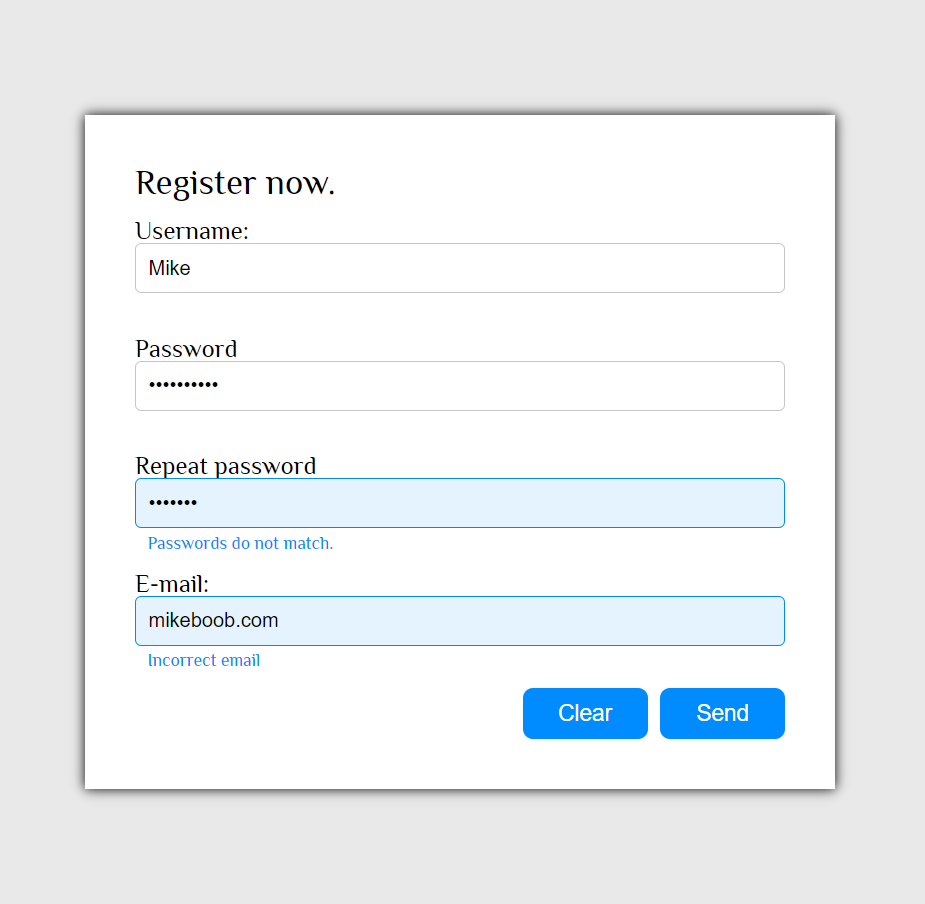 Register now.
Username:
Mike
Password
••••••••••
Repeat password
•••••••
Passwords do not match.
E-mail:
mikeboob.com
Incorrect email
Clear Send